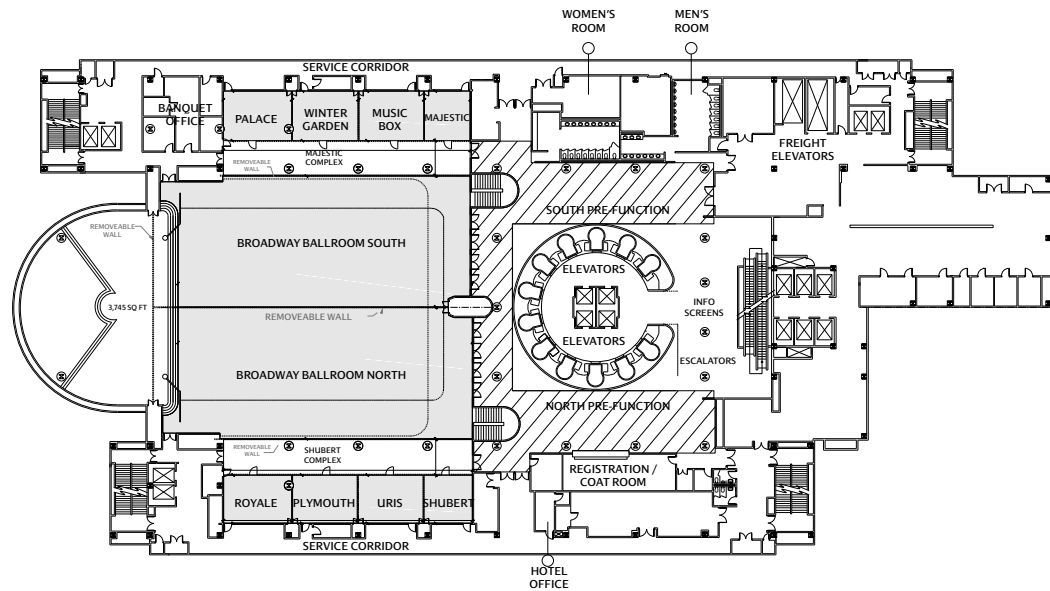 WOMEN'S
ROOM
MEN'S
ROOM
SERVICE CORRIDOR
BANQUET
OFFICE
PALACE
WINTER
GARDEN
MUSIC
BOX
MAJESTIC
FREIGHT
ELEVATORS
MAJESTIC
COMPLEX
REMOVEABLE
WALL
SOUTH PRE-FUNCTION
REMOVEABLE
WALL
BROADWAY BALLROOM SOUTH
ELEVATORS
3,745 SQ FT
REMOVEABLE WALL
INFO
SCREENS
ELEVATORS
ESCALATORS
BROADWAY BALLROOM NORTH
NORTH PRE-FUNCTION
REMOVEABLE
WALL
SHUBERT
COMPLEX
REGISTRATION /
COAT ROOM
ROYALE
PLYMOUTH
URIS
SHUBERT
SERVICE CORRIDOR
HOTEL
OFFICE